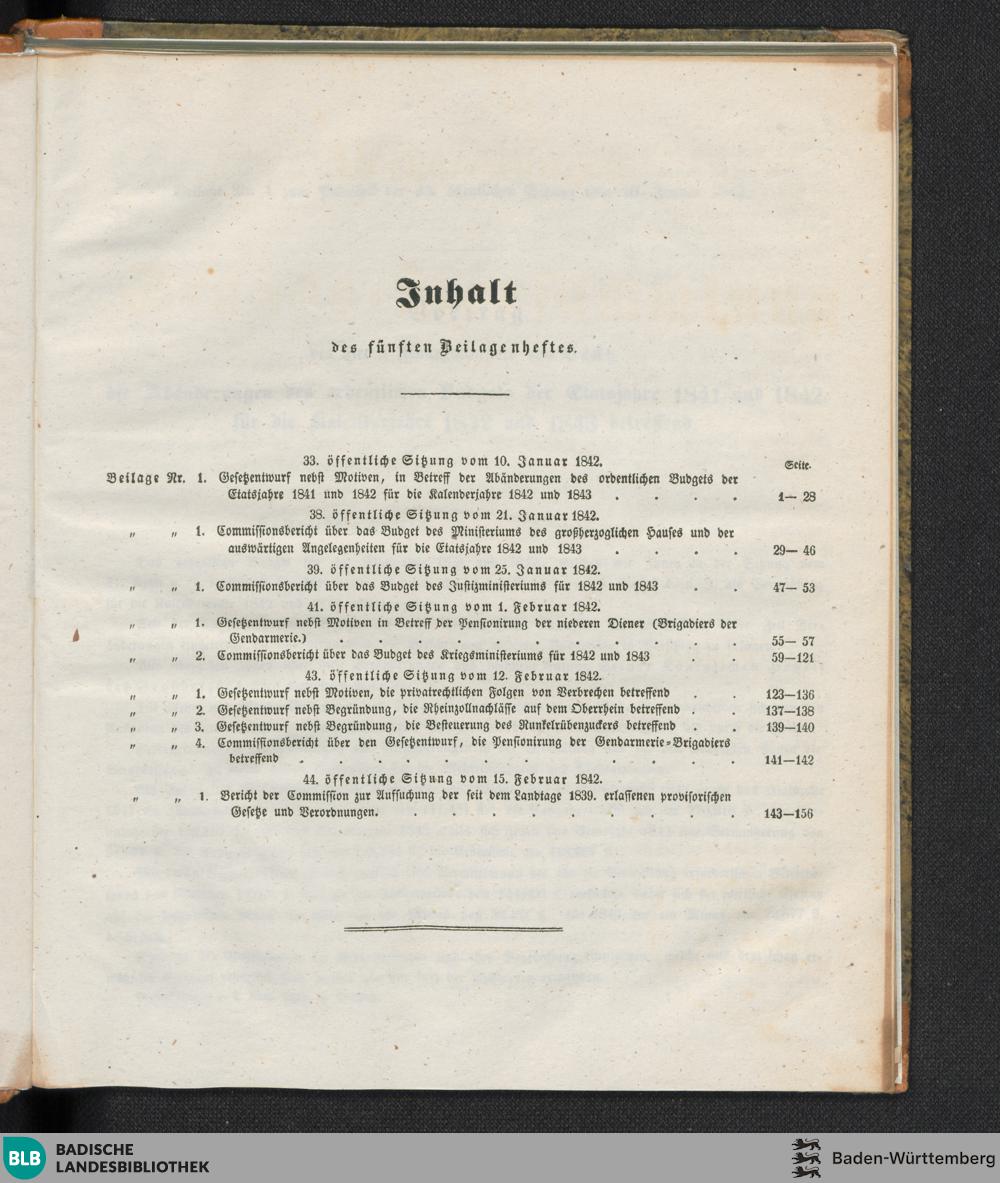 Inhalt
des fünften Beilagenheftes.
33. öffentliche Sitzung vom 10. Januar 1842.
Seite.
Beilage Nr. 1. Gesetzentwurf nebst Motiven, in Betreff der Abänderungen des ordentlichen Budgets der
Etatsjahre 1841 und 1842 für die Kalenderjahre 1842 und 1843 . . . . 1— 28
38. öffentliche Sitzung vom 21. Januar 1842.
„ „ 1. Commissionsbericht über das Budget des Ministeriums des großherzoglichen Hauses und der
auswärtigen Angelegenheiten für die Etatsjahre 1842 und 1843 . . . . 29— 46
39. öffentliche Sitzung vom 25. Januar 1842.
„ „ 1. Commissionsbericht über das Budget des Justizministeriums für 1842 und 1843 . . 47— 53
41. öffentliche Sitzung vom 1. Februar 1842.
„ „ 1. Gesetzentwurf nebst Motiven in Betreff der Pensionirung der niederen Diener (Brigadiers der
Gendarmerie.) . . . . . . . . . . . 55— 57
„ „ 2. Commissionsbericht über das Budget des Kriegsministeriums für 1842 und 1843 . . 59—121
43. öffentliche Sitzung vom 12. Februar 1842.
„ „ 1. Gesetzentwurf nebst Motiven, die privatrechtlichen Folgen von Verbrechen betreffend . . 123—136
„ „ 2. Gesetzentwurf nebst Begründung, die Rheinzollnachlässe auf dem Oberrhein betreffend . . 137—138
„ „ 3. Gesetzentwurf nebst Begründung, die Besteuerung des Runkelrübenzuckers betreffend . . 139—140
„ „ 4. Commissionsbericht über den Gesetzentwurf, die Pensionirung der Gendarmerie=Brigadiers
betreffend . . . . . . . . . . . . 141—142
44. öffentliche Sitzung vom 15. Februar 1842.
„ „ 1. Bericht der Commission zur Aufsuchung der seit dem Landtage 1839. erlassenen provisorischen
Gesetze und Verordnungen. . . . . . . . . . 143—156
BLB BADISCHE
LANDESBIBLIOTHEK
Baden-Württemberg